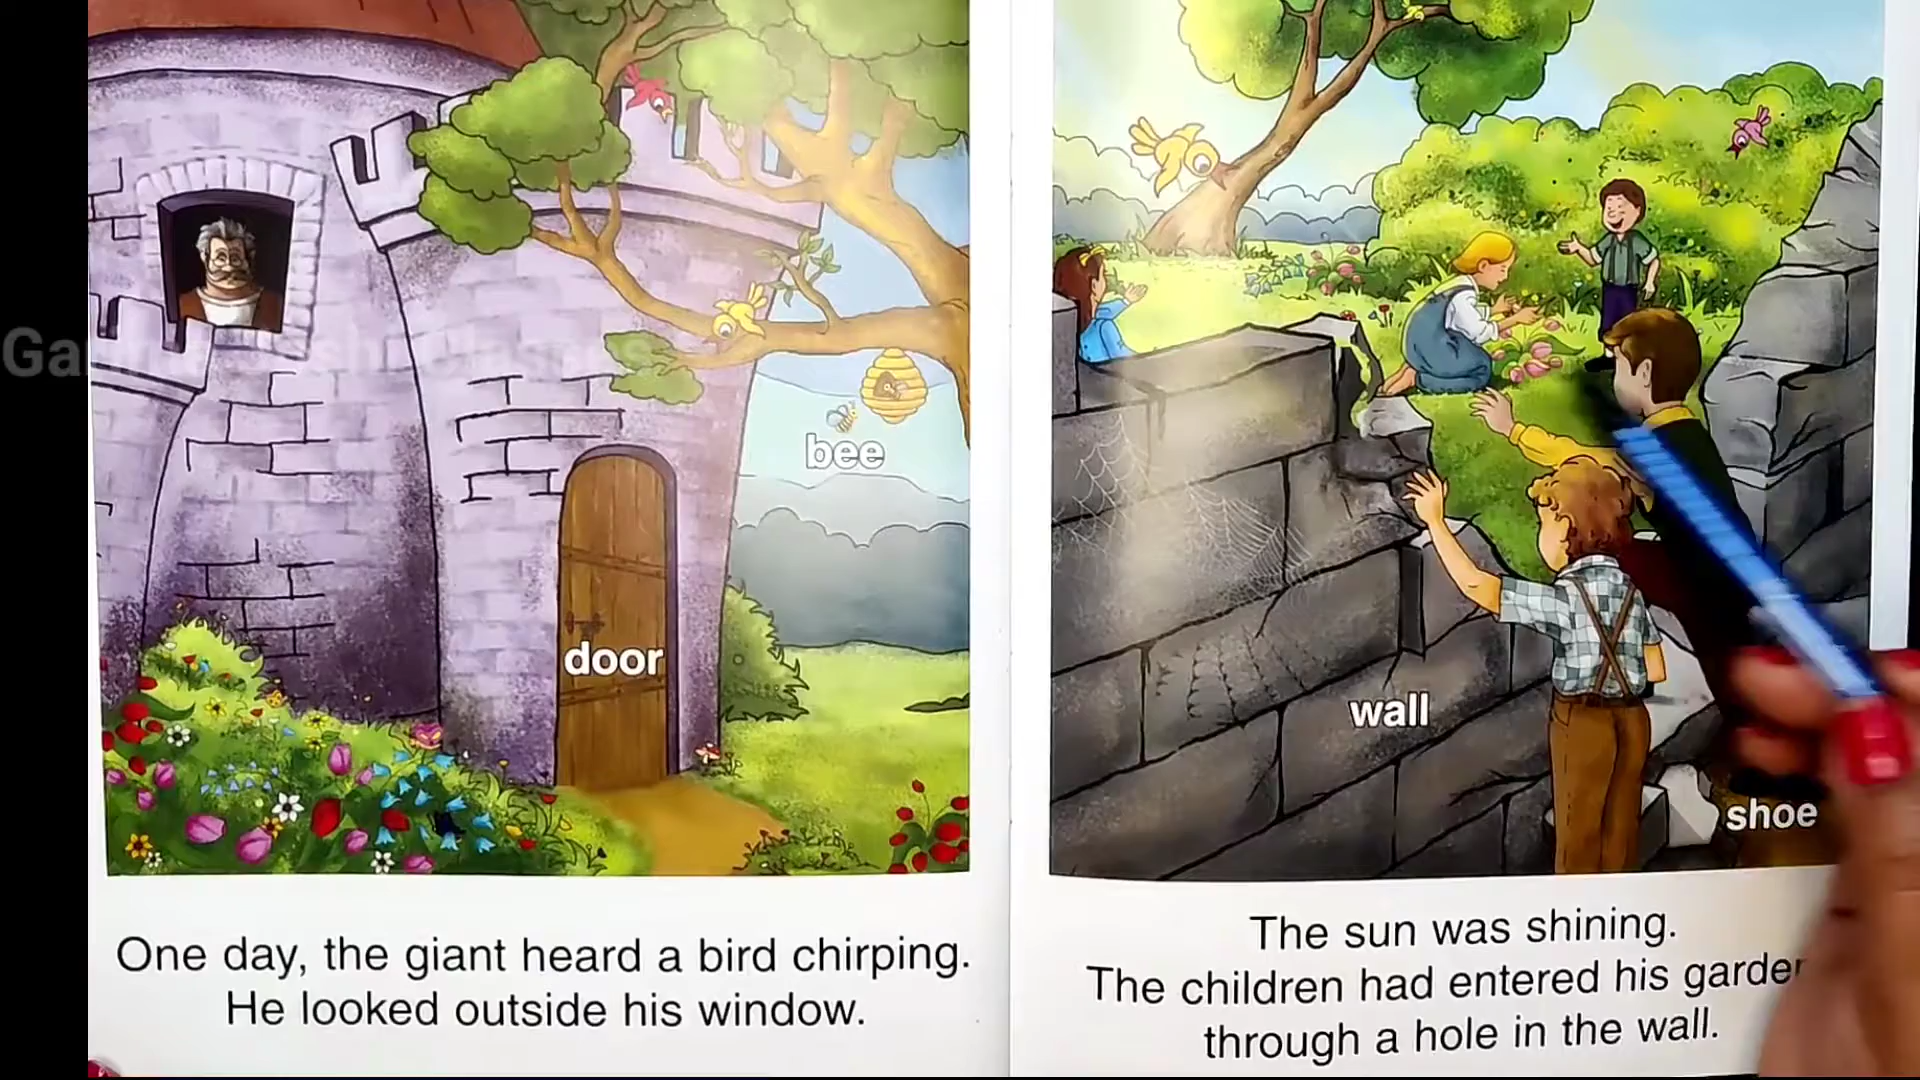 bee
door
One day, the giant heard a bird chirping.
He looked outside his window.
wall
shoe
The sun was shining.
The children had entered his garde
through a hole in the wall.